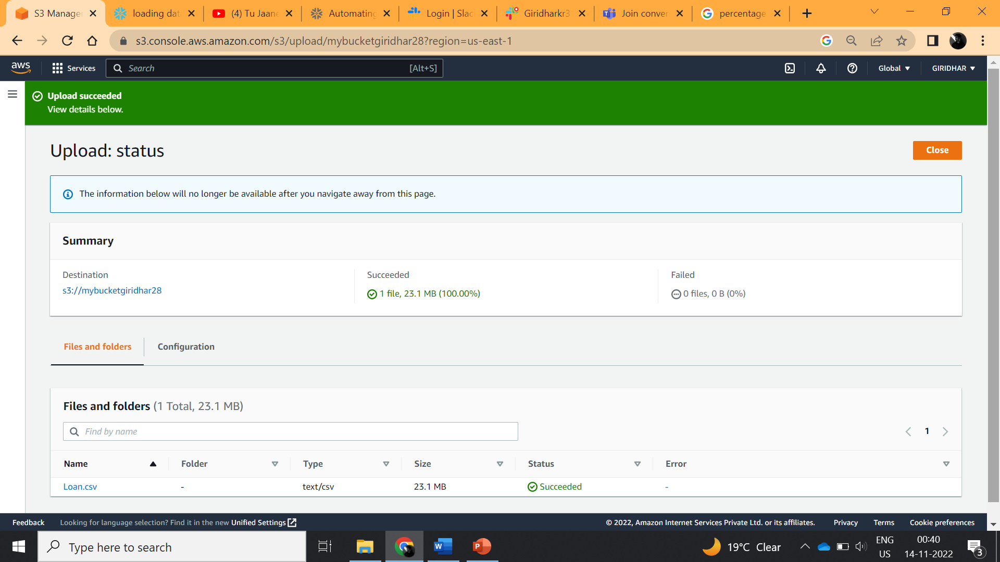 S3 Manage
loading dat
(4) Tu Jaane
Automating
Login | Slac
Giridharkr3
Join conver
percentage
s3.console.aws.amazon.com/s3/upload/mybucketgiridhar28?region=us-east-1
aws
Services
Search
[Alt+S]
Global
GIRIDHAR
Upload succeeded
View details below.
Upload: status
Close
The information below will no longer be available after you navigate away from this page.
Summary
Destination
s3://mybucketgiridhar28
Succeeded
1 file, 23.1 MB (100.00%)
Failed
0 files, 0 B (0%)
Files and folders
Configuration
Files and folders (1 Total, 23.1 MB)
Find by name
1
Name
Folder
Type
Size
Status
Error
Loan.csv
-
text/csv
23.1 MB
Succeeded
-
Feedback
Looking for language selection? Find it in the new Unified Settings
© 2022, Amazon Internet Services Private Ltd. or its affiliates.
Privacy
Terms
Cookie preferences
Type here to search
W
P
19°C Clear
ENG
US
00:40
14-11-2022
3